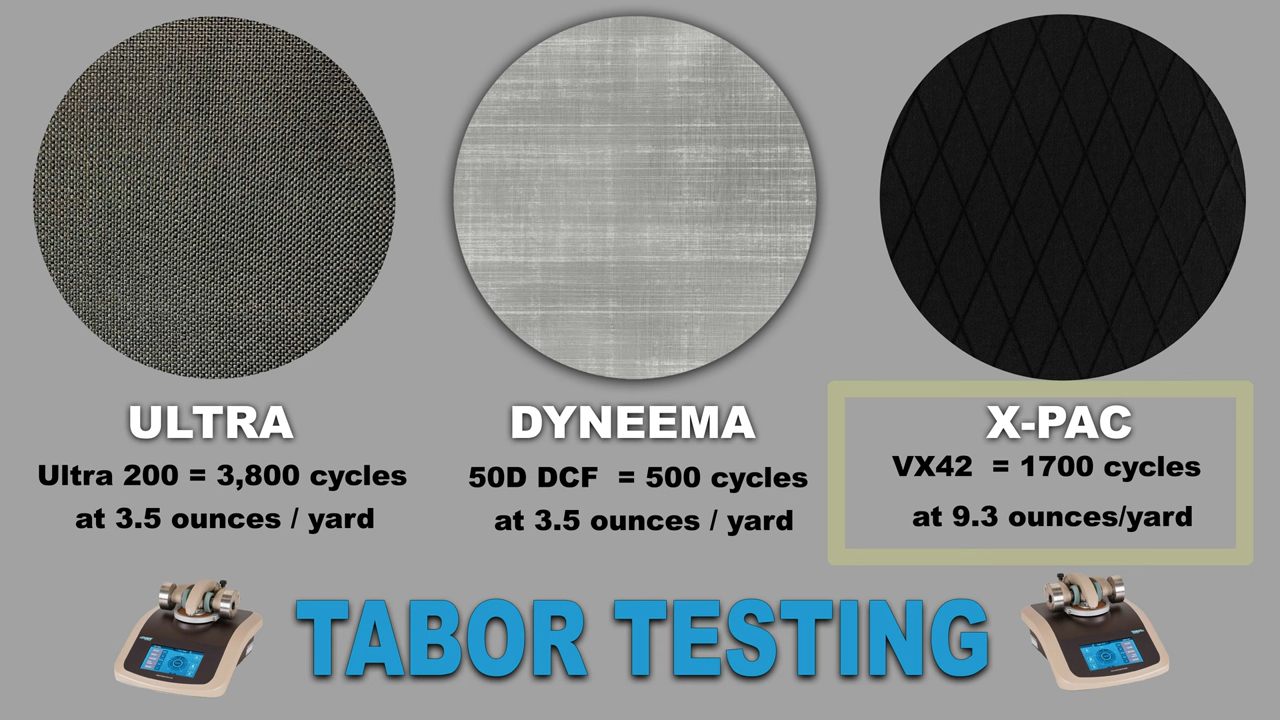 ULTRA
Ultra 200 = 3,800 cycles
at 3.5 ounces / yard
DYNEEMA
50D DCF = 500 cycles
at 3.5 ounces / yard
X-PAC
VX42 = 1700 cycles
at 9.3 ounces/yard
TABOR TESTING